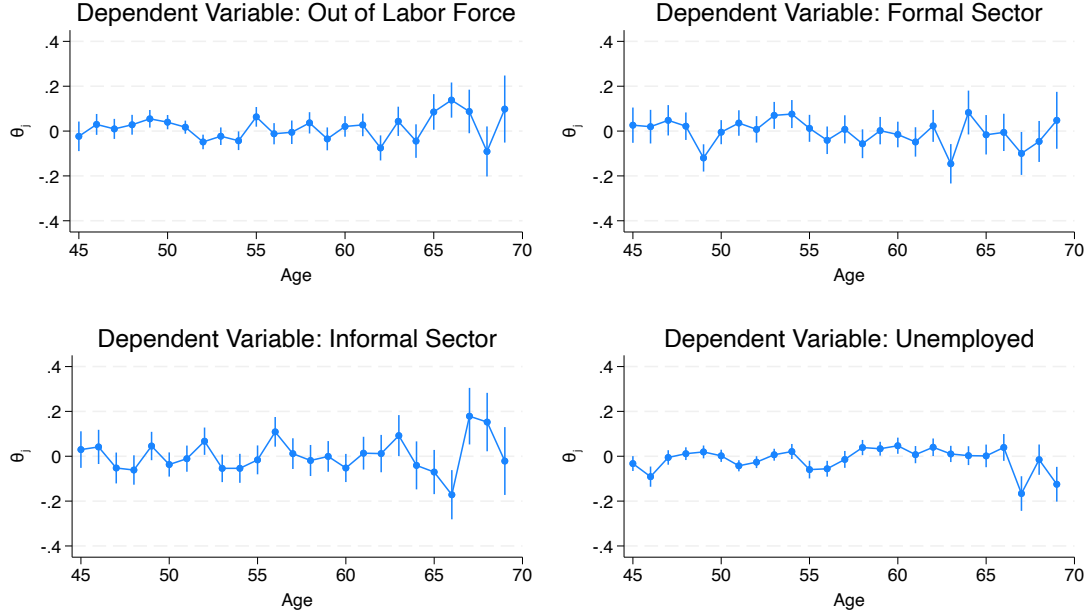 Dependent Variable: Out of Labor Force
.4
.2
0
-.2
-.4
θj
45 50 55 60 65 70
Age
Dependent Variable: Formal Sector
.4
.2
0
-.2
-.4
θj
45 50 55 60 65 70
Age
Dependent Variable: Informal Sector
.4
.2
0
-.2
-.4
θj
45 50 55 60 65 70
Age
Dependent Variable: Unemployed
.4
.2
0
-.2
-.4
θj
45 50 55 60 65 70
Age